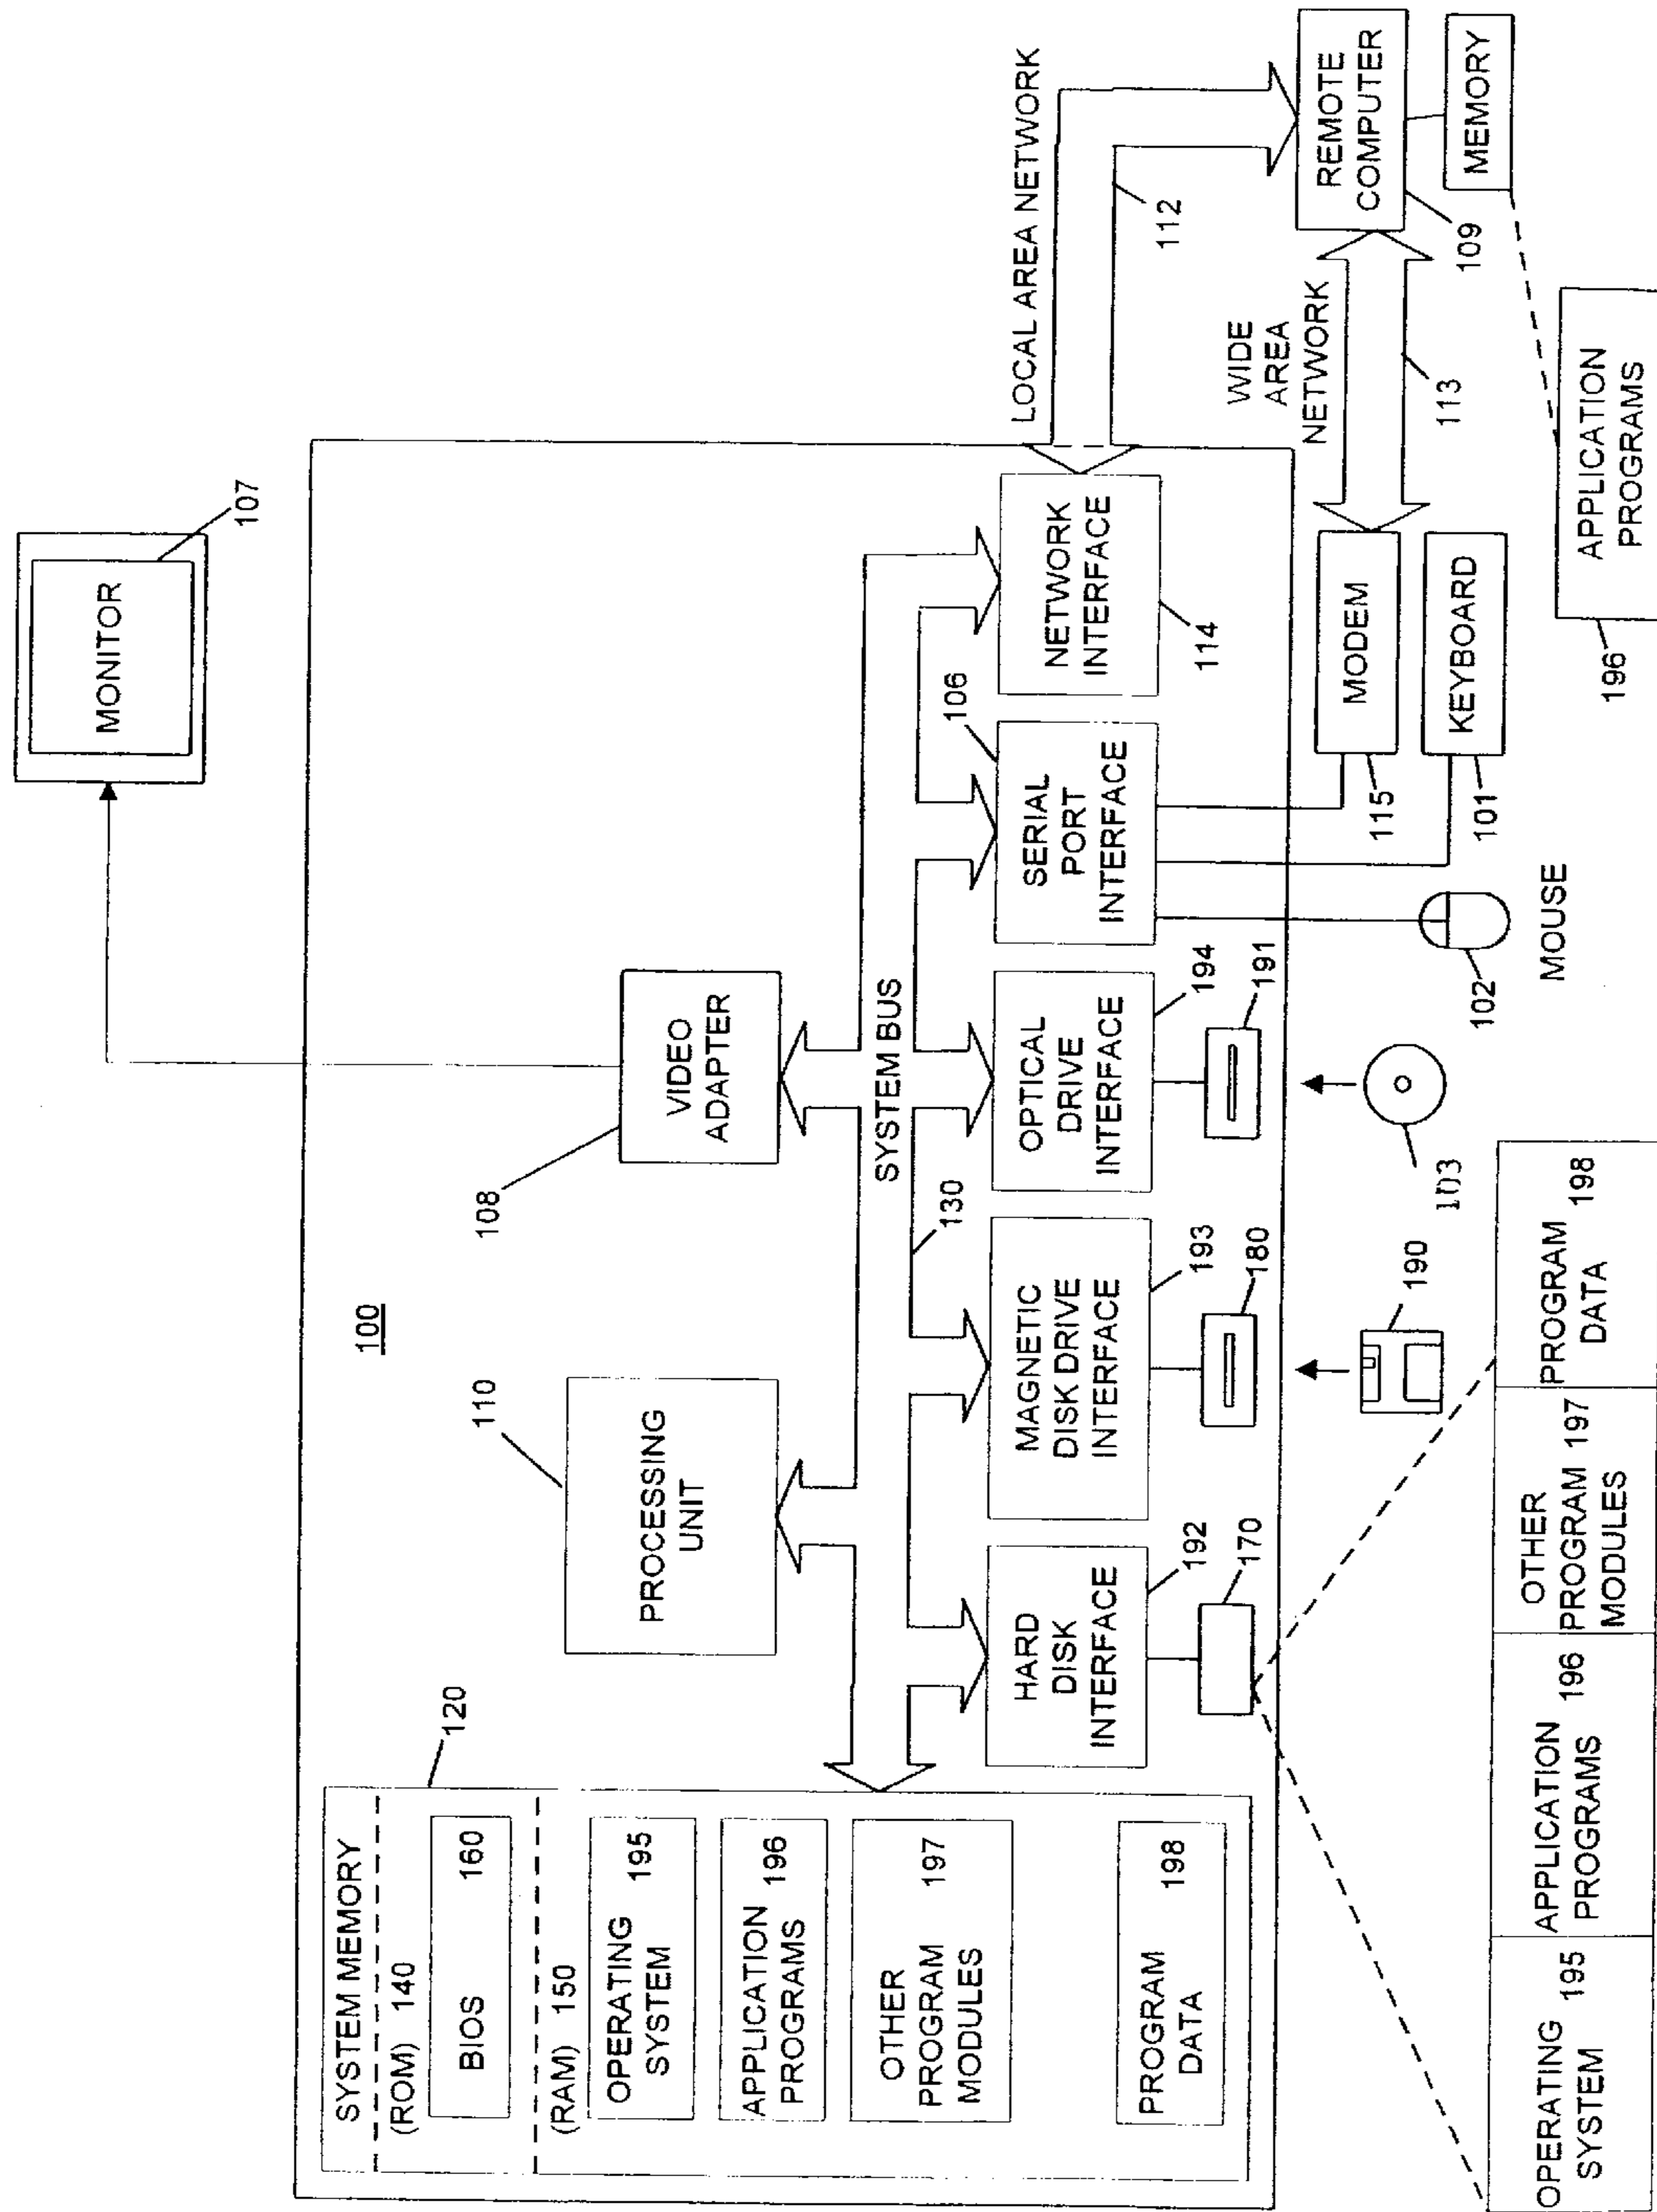 MONITOR
107
100
110
PROCESSING
UNIT
108
VIDEO
ADAPTER
120
SYSTEM MEMORY
(ROM) 140
BIOS 160
(RAM) 150
OPERATING
SYSTEM 195
APPLICATION
PROGRAMS 196
OTHER
PROGRAM
MODULES 197
PROGRAM
DATA 198
SYSTEM BUS
130
HARD
DISK
INTERFACE
192
170
MAGNETIC
DISK DRIVE
INTERFACE
193
180
OPTICAL
DRIVE
INTERFACE
194
191
SERIAL
PORT
INTERFACE
106
NETWORK
INTERFACE
114
LOCAL AREA NETWORK
112
WIDE
AREA
NETWORK
113
REMOTE
COMPUTER
109
MEMORY
MODEM
115
KEYBOARD
101
102
MOUSE
103
190
APPLICATION
PROGRAMS
196
OPERATING
SYSTEM 195
APPLICATION
PROGRAMS 196
OTHER
PROGRAM 197
MODULES
PROGRAM
DATA 198